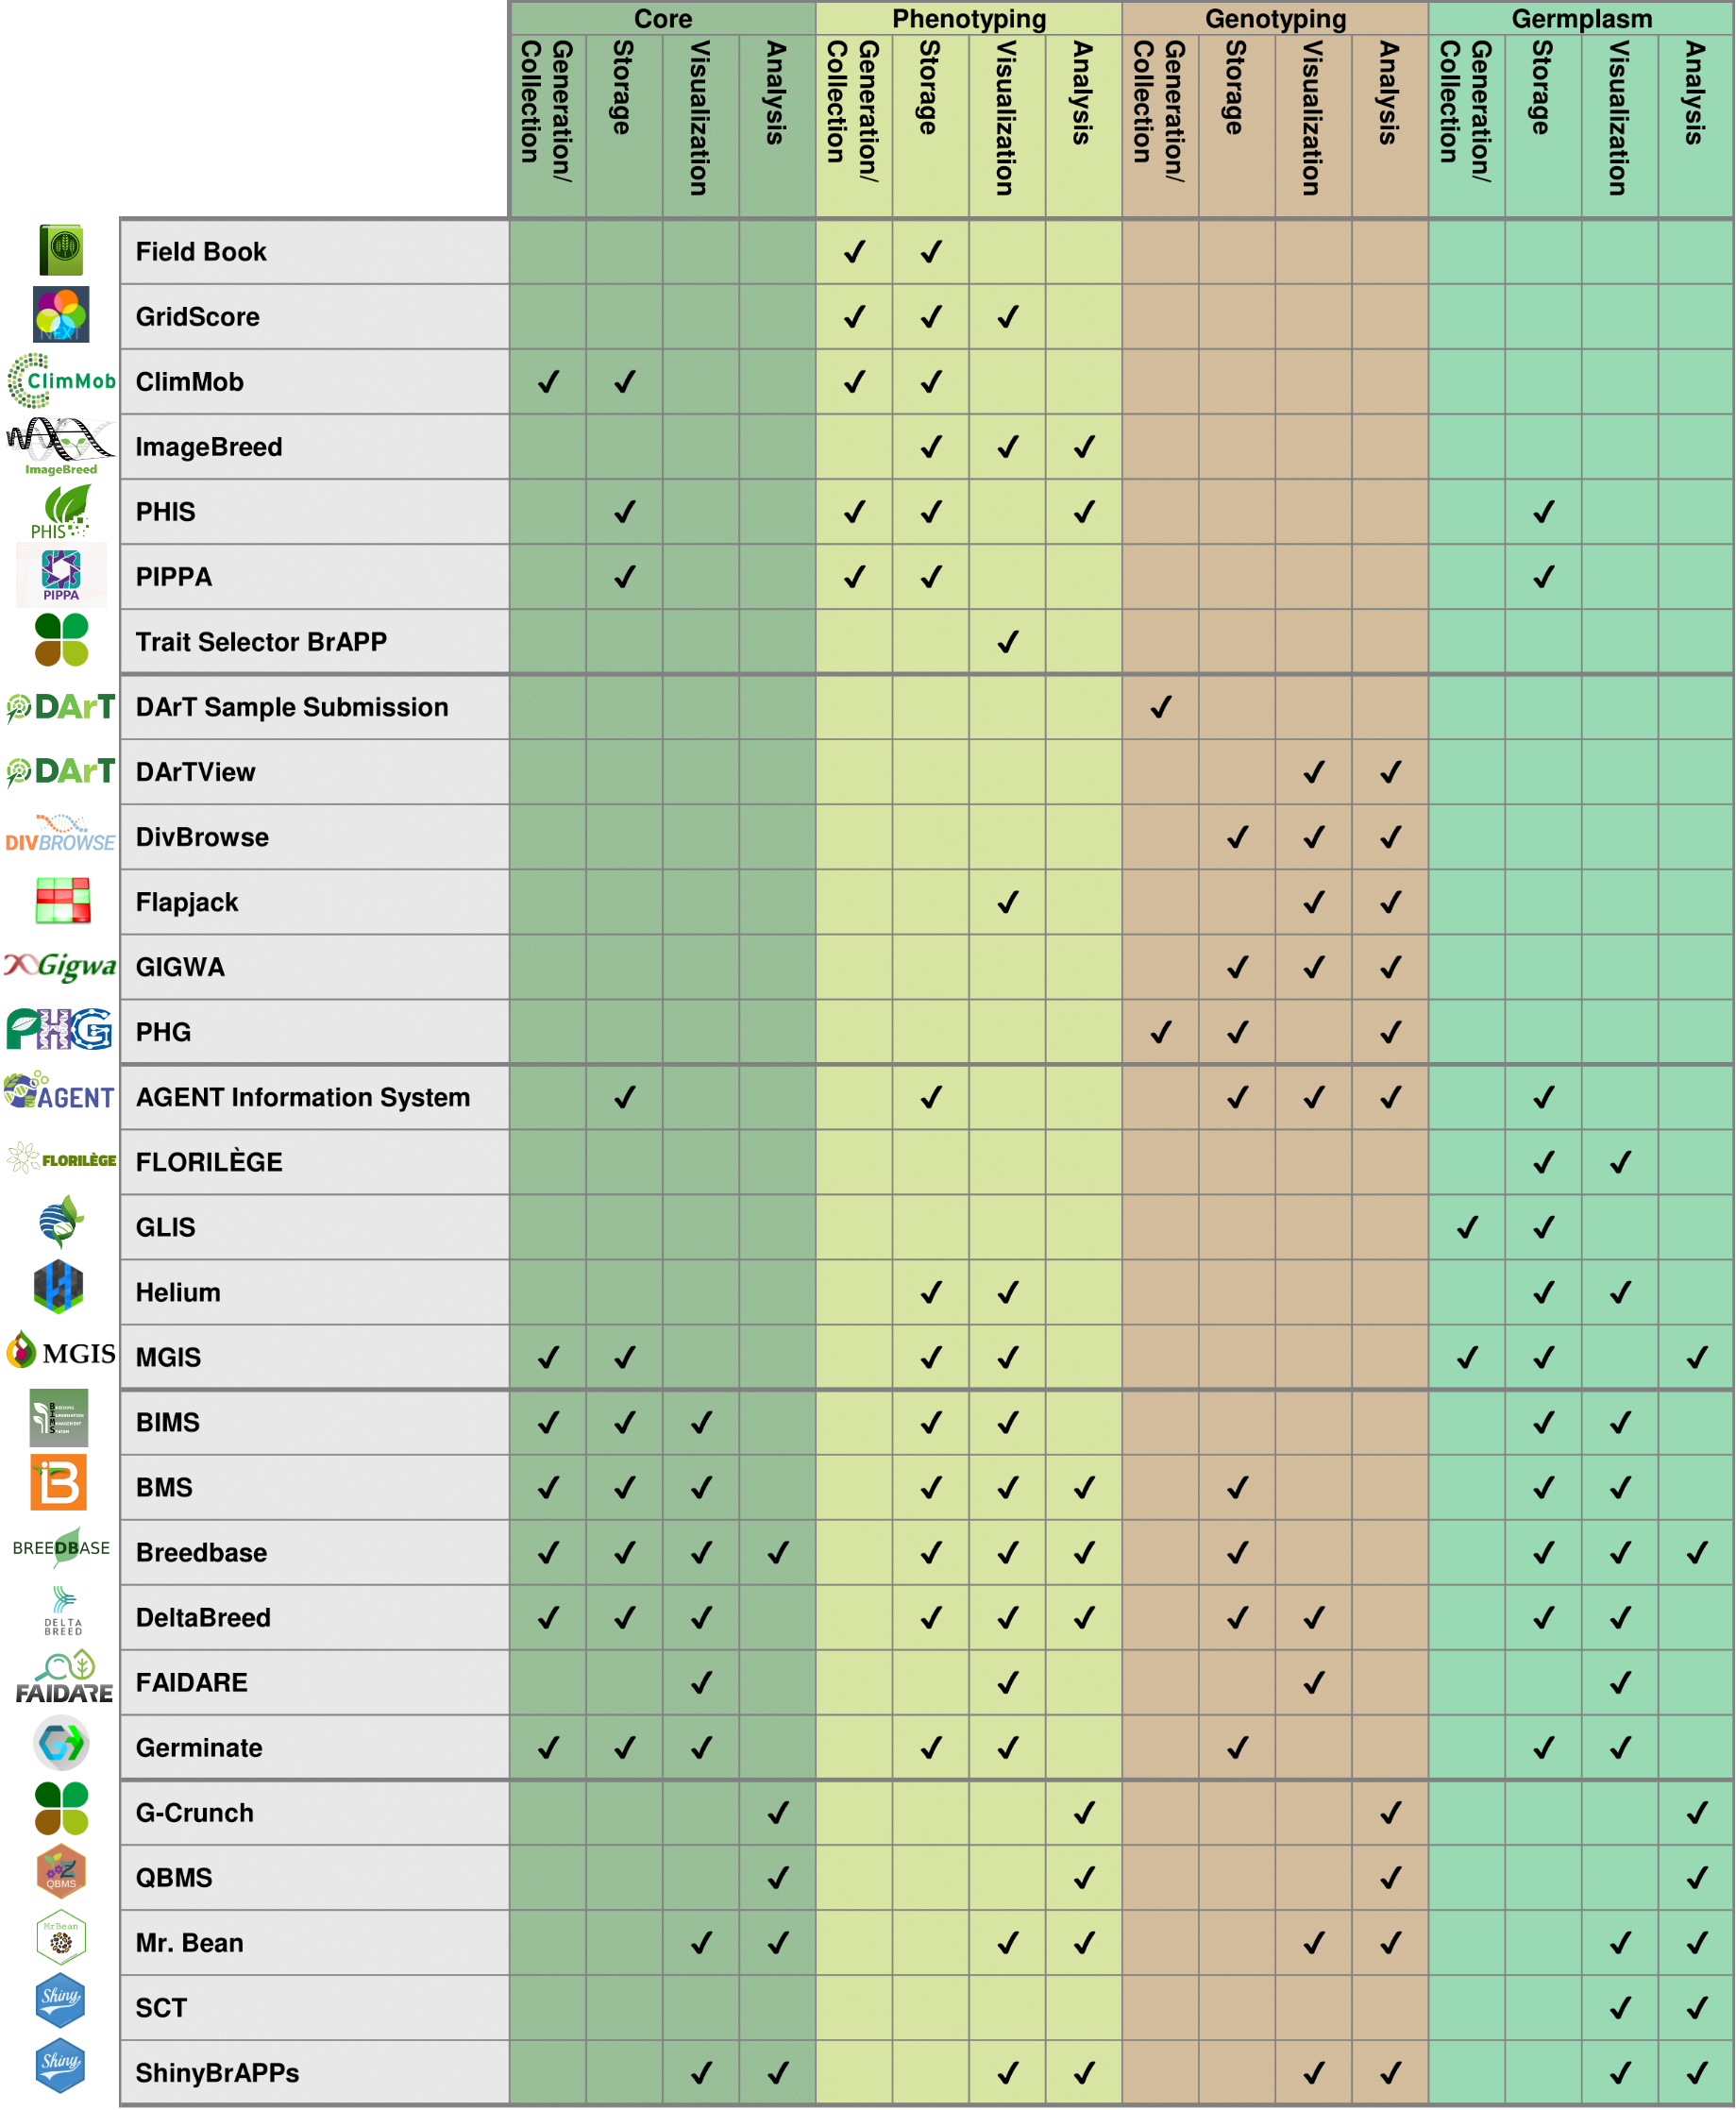 Core Phenotyping Genotyping Germplasm
Generation/ Collection Storage Visualization Analysis Generation/ Collection Storage Visualization Analysis Generation/ Collection Storage Visualization Analysis Generation/ Collection Storage Visualization Analysis
Field Book ✓ ✓
NEXT GridScore ✓ ✓ ✓
ClimMob ClimMob ✓ ✓ ✓ ✓
ImageBreed ImageBreed ✓ ✓ ✓
PHIS PHIS ✓ ✓ ✓ ✓ ✓
PIPPA PIPPA ✓ ✓ ✓ ✓
Trait Selector BrAPP ✓
DArT DArT Sample Submission ✓
DArT DArTView ✓ ✓
DIVBROWSE DivBrowse ✓ ✓ ✓
Flapjack ✓ ✓ ✓
Gigwa GIGWA ✓ ✓ ✓
PHG PHG ✓ ✓ ✓
AGENT AGENT Information System ✓ ✓ ✓ ✓ ✓ ✓
FLORILÈGE FLORILÈGE ✓ ✓
GLIS ✓ ✓
H Helium ✓ ✓ ✓ ✓
MGIS MGIS ✓ ✓ ✓ ✓ ✓ ✓ ✓
BIMS ✓ ✓ ✓ ✓ ✓ ✓ ✓
iB BMS ✓ ✓ ✓ ✓ ✓ ✓ ✓ ✓ ✓
BREEDBASE Breedbase ✓ ✓ ✓ ✓ ✓ ✓ ✓ ✓ ✓ ✓ ✓
DELTA BREED DeltaBreed ✓ ✓ ✓ ✓ ✓ ✓ ✓ ✓ ✓ ✓
FAIDARE FAIDARE ✓ ✓ ✓ ✓
G Germinate ✓ ✓ ✓ ✓ ✓ ✓ ✓ ✓
G-Crunch ✓ ✓ ✓ ✓
QBMS QBMS ✓ ✓ ✓ ✓
MrBean Mr. Bean ✓ ✓ ✓ ✓ ✓ ✓ ✓ ✓
Shiny SCT ✓ ✓
Shiny ShinyBrAPPs ✓ ✓ ✓ ✓ ✓ ✓ ✓ ✓